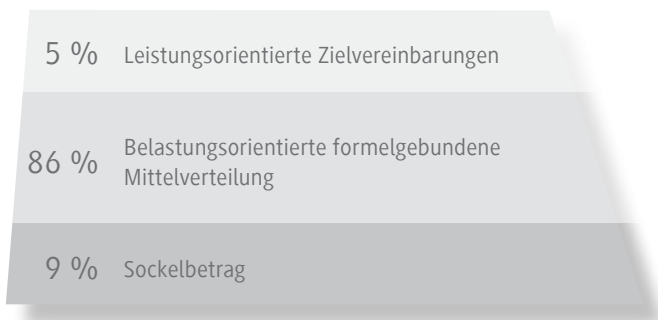 5 % Leistungsorientierte Zielvereinbarungen
86 % Belastungsorientierte formelgebundene
Mittelverteilung
9 % Sockelbetrag